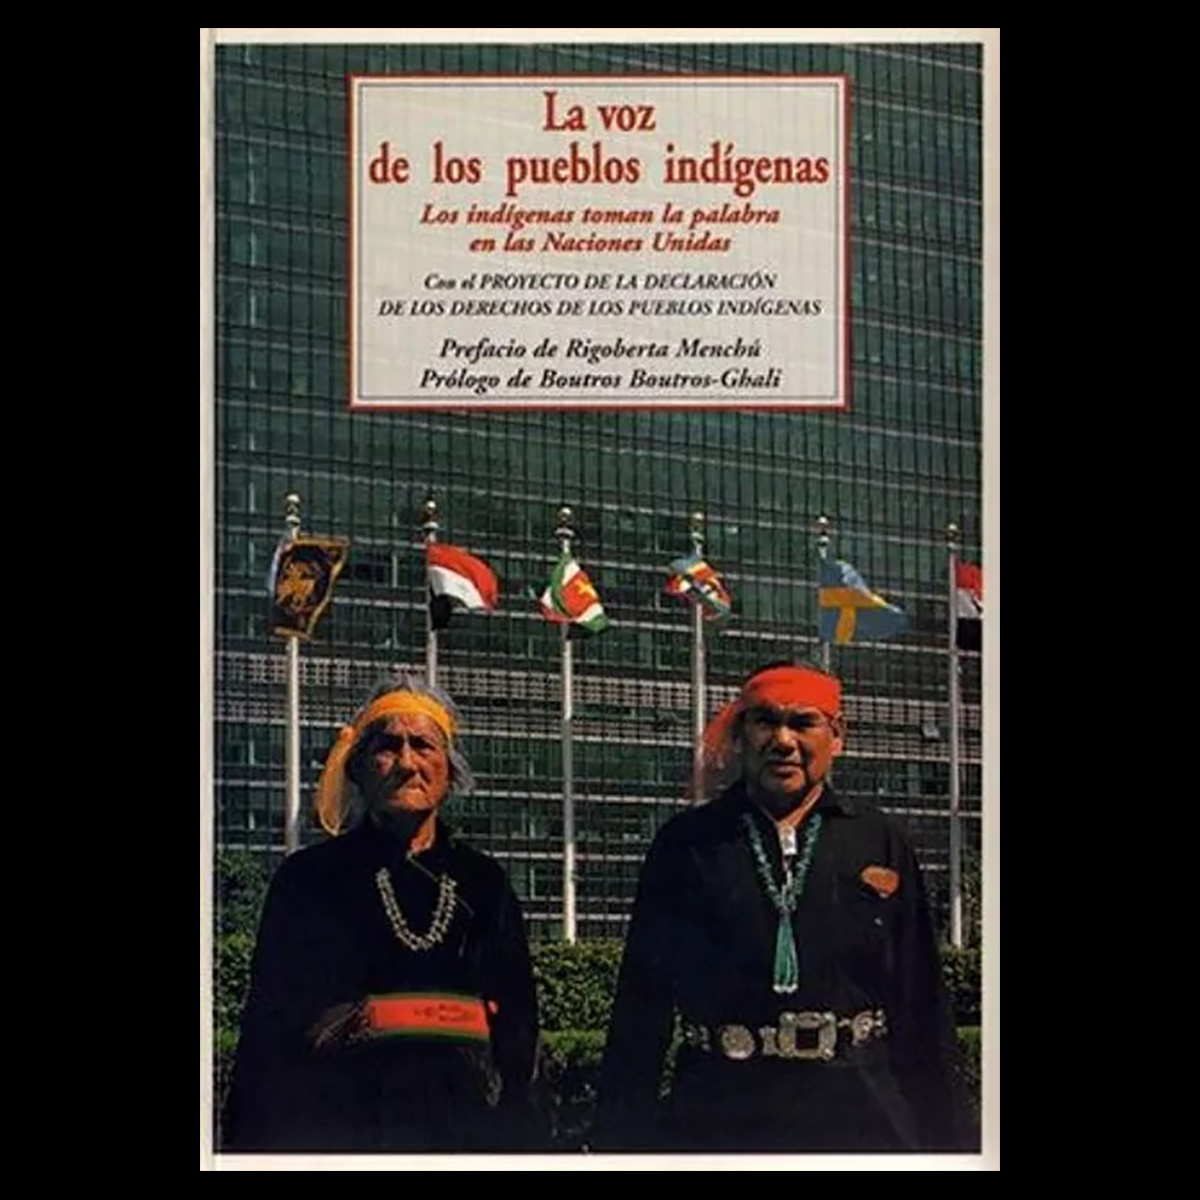 La voz
de los pueblos indígenas
Los indígenas toman la palabra
en las Naciones Unidas
Con el PROYECTO DE LA DECLARACIÓN
DE LOS DERECHOS DE LOS PUEBLOS INDÍGENAS
Prefacio de Rigoberta Menchú
Prólogo de Boutros Boutros-Ghali